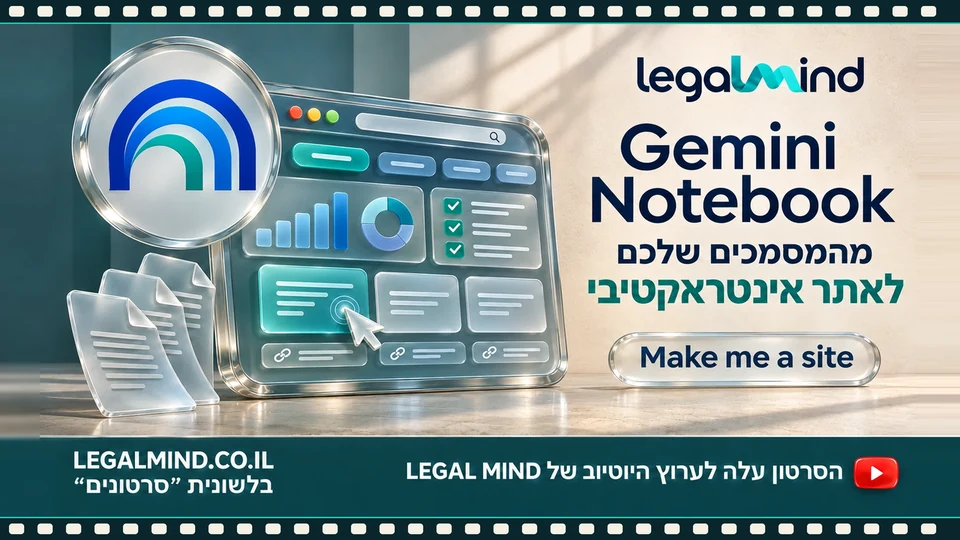 legalmind
Gemini
Notebook
מהמסמכים שלכם
לאתר אינטראקטיבי
Make me a site
הסרטון עלה לערוץ היוטיוב של LEGAL MIND
LEGALMIND.CO.IL
בלשונית "סרטונים"